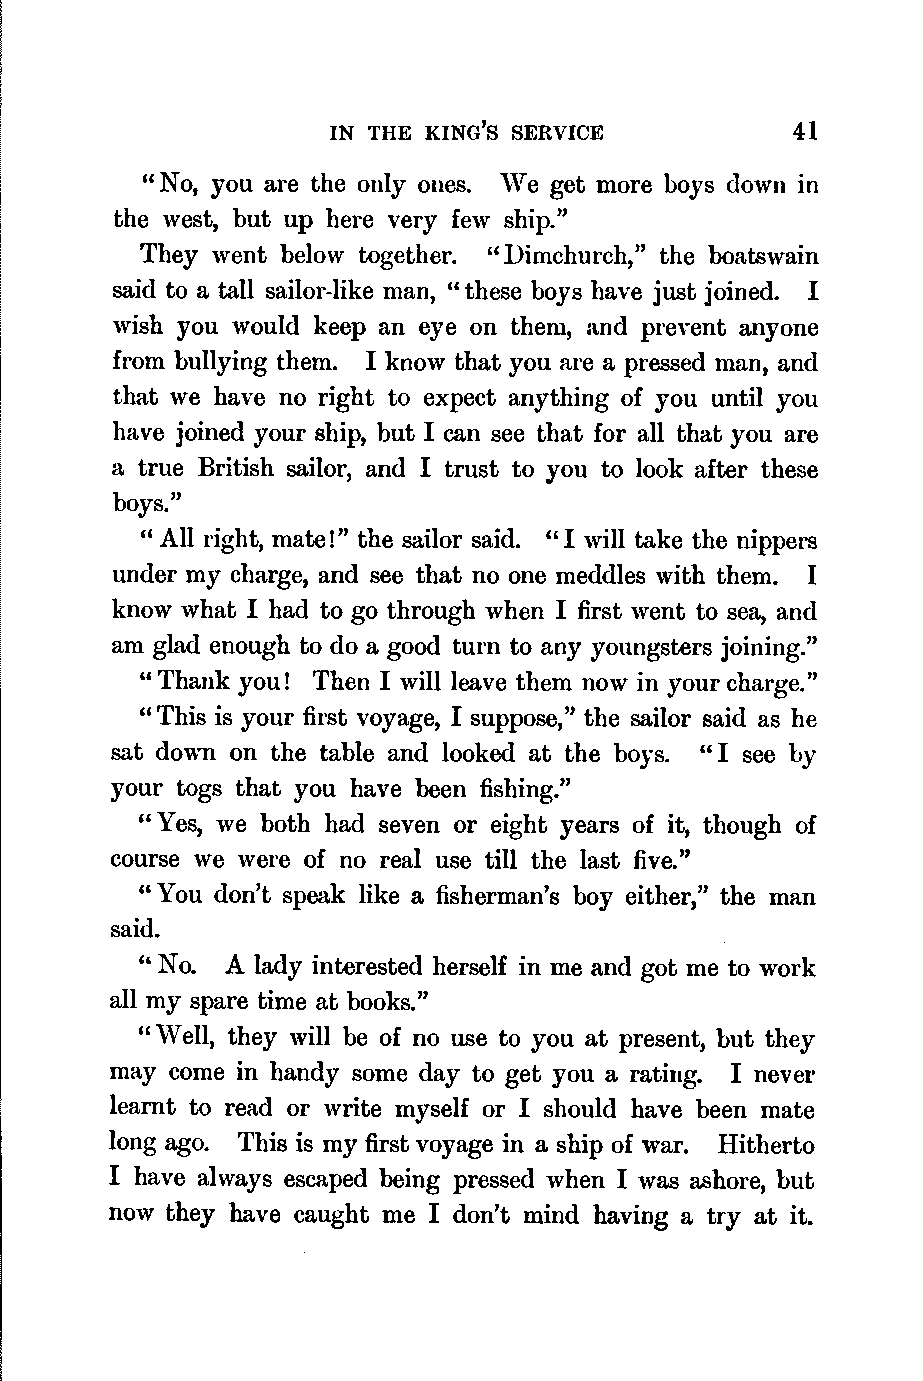 IN THE KING'S SERVICE 41
"No, you are the only ones. We get more boys down in
the west, but up here very few ship."
They went below together. "Dimchurch," the boatswain
said to a tall sailor-like man, "these boys have just joined. I
wish you would keep an eye on them, and prevent anyone
from bullying them. I know that you are a pressed man, and
that we have no right to expect anything of you until you
have joined your ship, but I can see that for all that you are
a true British sailor, and I trust to you to look after these
boys."
"All right, mate!" the sailor said. "I will take the nippers
under my charge, and see that no one meddles with them. I
know what I had to go through when I first went to sea, and
am glad enough to do a good turn to any youngsters joining."
"Thank you! Then I will leave them now in your charge."
"This is your first voyage, I suppose," the sailor said as he
sat down on the table and looked at the boys. "I see by
your togs that you have been fishing."
"Yes, we both had seven or eight years of it, though of
course we were of no real use till the last five."
"You don't speak like a fisherman's boy either," the man
said.
"No. A lady interested herself in me and got me to work
all my spare time at books."
"Well, they will be of no use to you at present, but they
may come in handy some day to get you a rating. I never
learnt to read or write myself or I should have been mate
long ago. This is my first voyage in a ship of war. Hitherto
I have always escaped being pressed when I was ashore, but
now they have caught me I don't mind having a try at it.